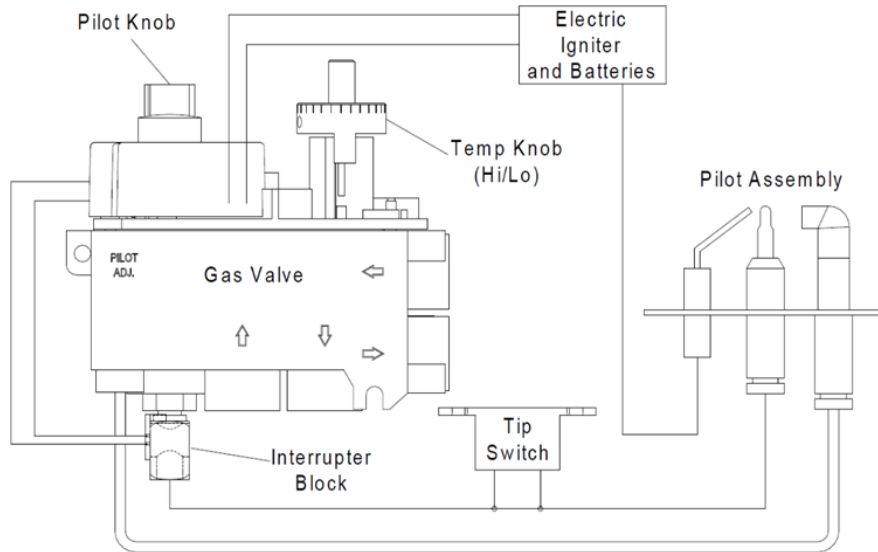 Pilot Knob
Electric
Igniter
and Batteries
Temp Knob
(Hi/Lo)
Pilot Assembly
PILOT
ADJ.
Gas Valve
Tip
Switch
Interrupter
Block